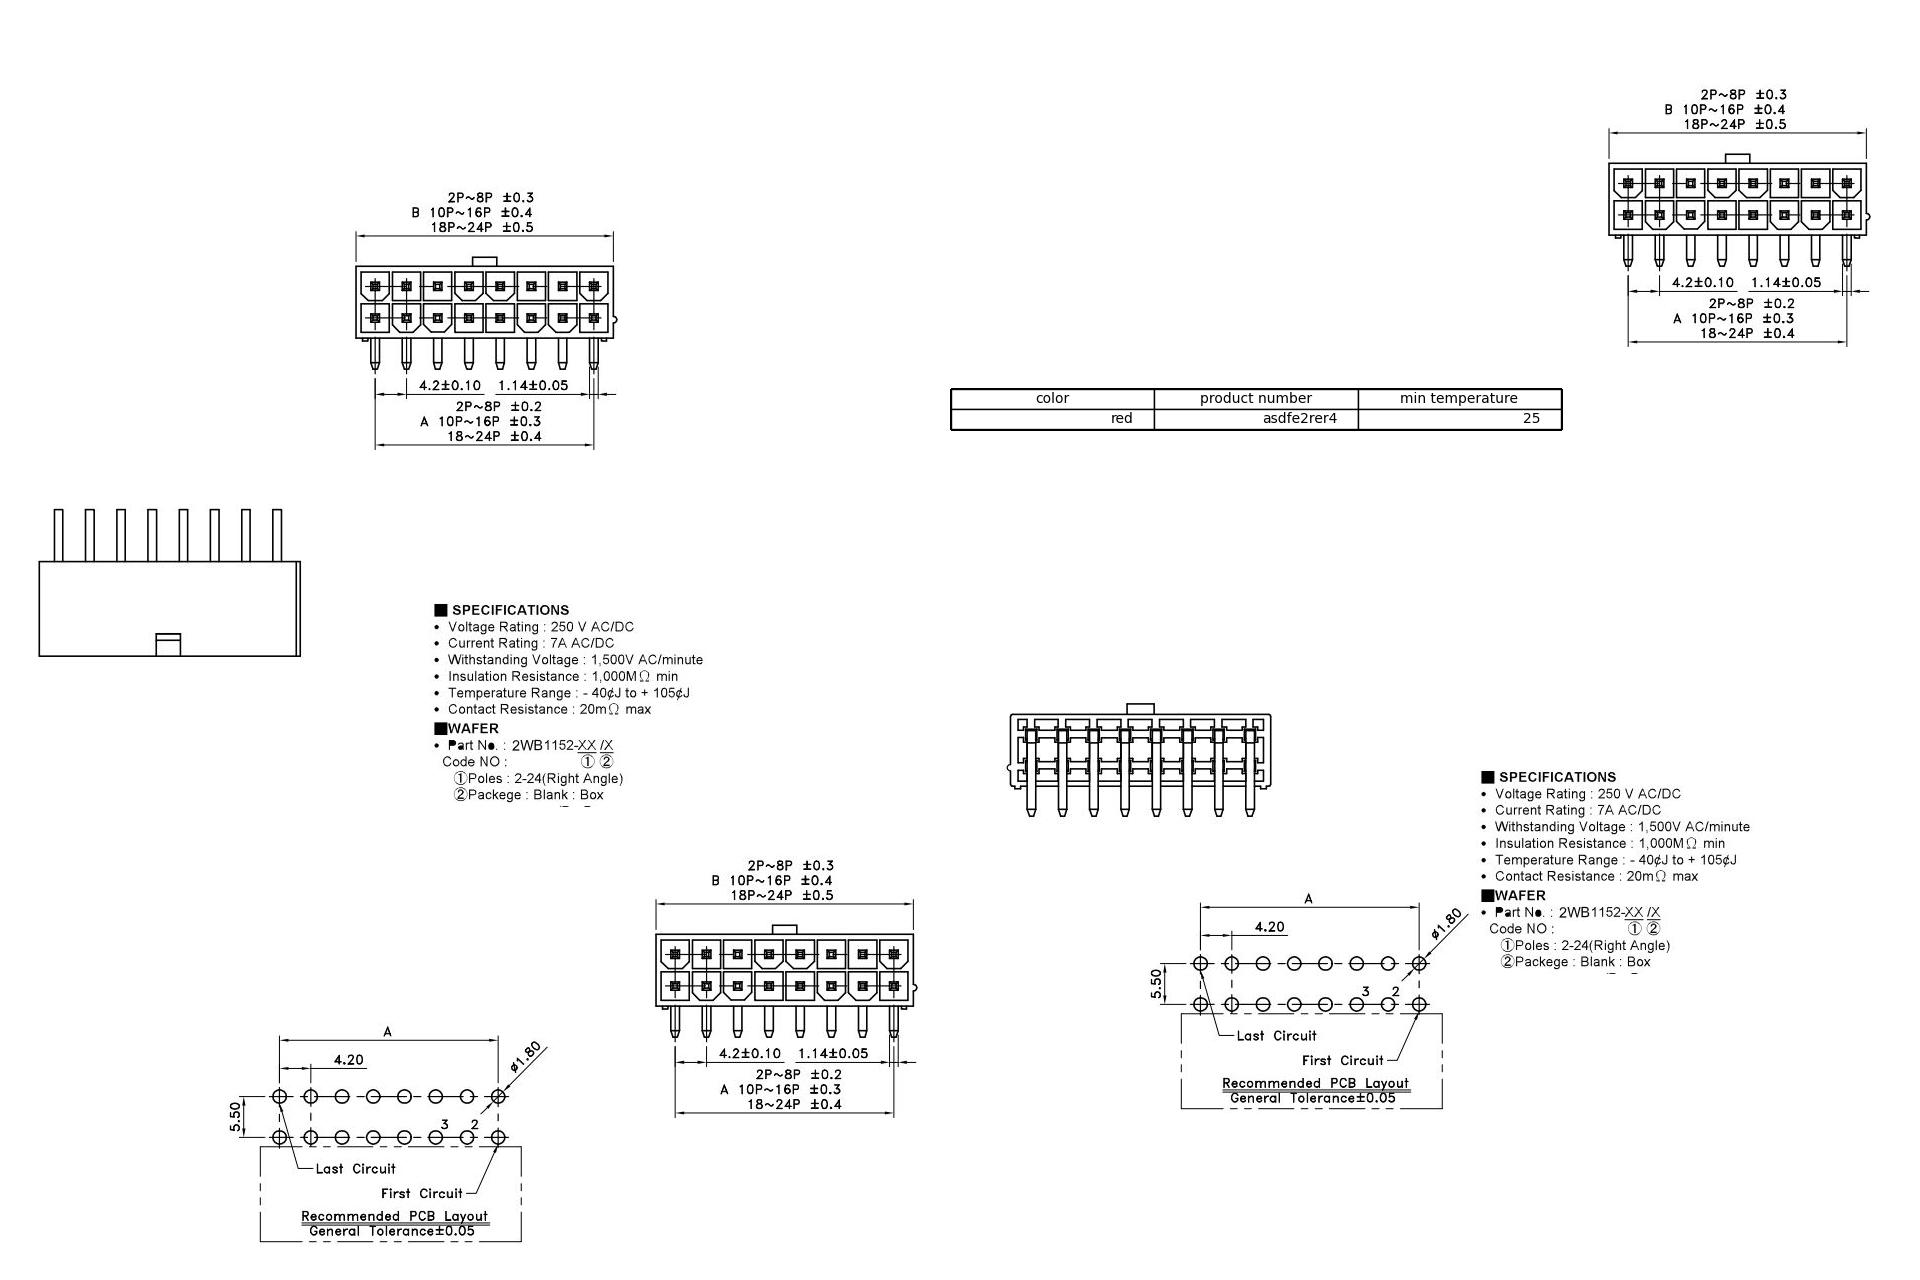 2P~8P ±0.3
B 10P~16P ±0.4
18P~24P ±0.5
4.2±0.10 1.14±0.05
2P~8P ±0.2
A 10P~16P ±0.3
18~24P ±0.4
2P~8P ±0.3
B 10P~16P ±0.4
18P~24P ±0.5
4.2±0.10 1.14±0.05
2P~8P ±0.2
A 10P~16P ±0.3
18~24P ±0.4
color product number min temperature
red asdfe2rer4 25
■ SPECIFICATIONS
• Voltage Rating : 250 V AC/DC
• Current Rating : 7A AC/DC
• Withstanding Voltage : 1,500V AC/minute
• Insulation Resistance : 1,000MΩ min
• Temperature Range : - 40¢J to + 105¢J
• Contact Resistance : 20mΩ max
■WAFER
• Part No. : 2WB1152-XX /X
Code NO : ① ②
①Poles : 2-24(Right Angle)
②Packege : Blank : Box
■ SPECIFICATIONS
• Voltage Rating : 250 V AC/DC
• Current Rating : 7A AC/DC
• Withstanding Voltage : 1,500V AC/minute
• Insulation Resistance : 1,000MΩ min
• Temperature Range : - 40¢J to + 105¢J
• Contact Resistance : 20mΩ max
■WAFER
• Part No. : 2WB1152-XX /X
Code NO : ① ②
①Poles : 2-24(Right Angle)
②Packege : Blank : Box
2P~8P ±0.3
B 10P~16P ±0.4
18P~24P ±0.5
4.2±0.10 1.14±0.05
2P~8P ±0.2
A 10P~16P ±0.3
18~24P ±0.4
A
4.20
ø1.80
5.50
3 2
Last Circuit
First Circuit
Recommended PCB Layout
General Tolerance±0.05
A
4.20
ø1.80
5.50
3 2
Last Circuit
First Circuit
Recommended PCB Layout
General Tolerance±0.05